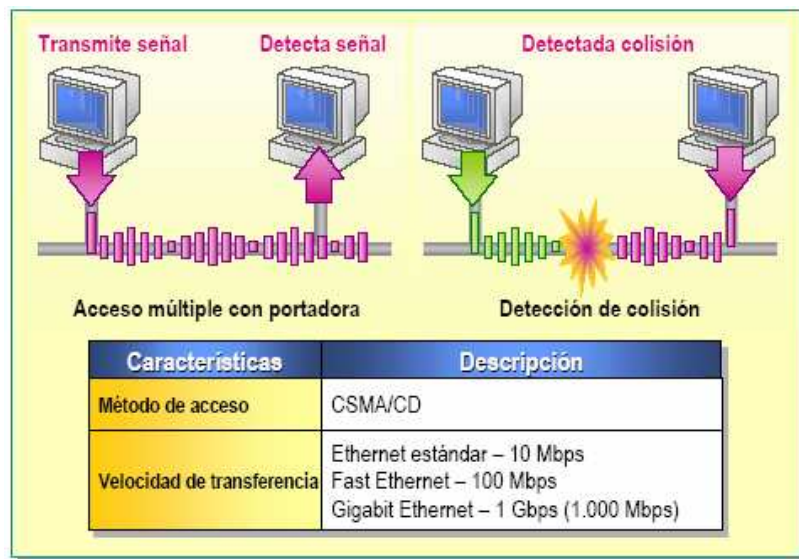 Transmite señal
Detecta señal
Detectada colisión
Acceso múltiple con portadora
Detección de colisión
Características
Descripción
Método de acceso
CSMA/CD
Velocidad de transferencia
Ethernet estándar – 10 Mbps
Fast Ethernet – 100 Mbps
Gigabit Ethernet – 1 Gbps (1.000 Mbps)